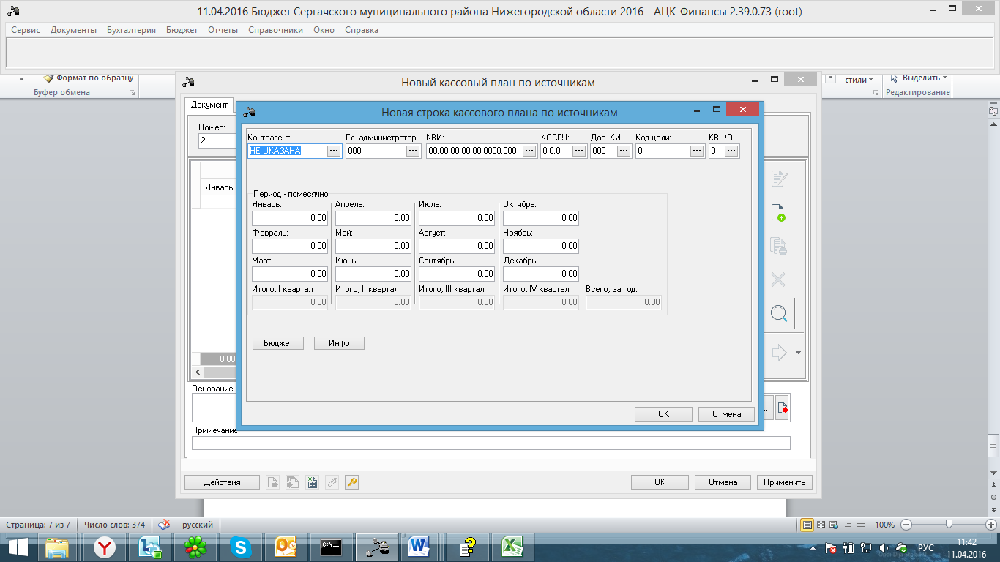 11.04.2016 Бюджет Сергачского муниципального района Нижегородской области 2016 - АЦК-Финансы 2.39.0.73 (root)
Сервис Документы Бухгалтерия Бюджет Отчеты Справочники Окно Справка
Формат по образцу
стили
Выделить
Буфер обмена
Редактирование
Новый кассовый план по источникам
Документ
Новая строка кассового плана по источникам
Номер:
2
Контрагент: Гл. администратор: КВИ: КОСГУ: Доп. КИ: Код цели: КВФО:
НЕ УКАЗАНА ... 000 ... 00.00.00.00.00.0000.000 ... 0.0.0 ... 000 ... 0 ... 0 ...
Январь
Период - помесячно
Январь: Апрель: Июль: Октябрь:
0.00 0.00 0.00 0.00
Февраль: Май: Август: Ноябрь:
0.00 0.00 0.00 0.00
Март: Июнь: Сентябрь: Декабрь:
0.00 0.00 0.00 0.00
Итого, I квартал Итого, II квартал Итого, III квартал Итого, IV квартал Всего, за год:
0.00 0.00 0.00 0.00 0.00
Бюджет Инфо
0.00
Основание:
...
OK Отмена
Примечание:
Действия
OK Отмена Применить
Страница: 7 из 7 Число слов: 374 русский 100%
РУС
11:42
11.04.2016